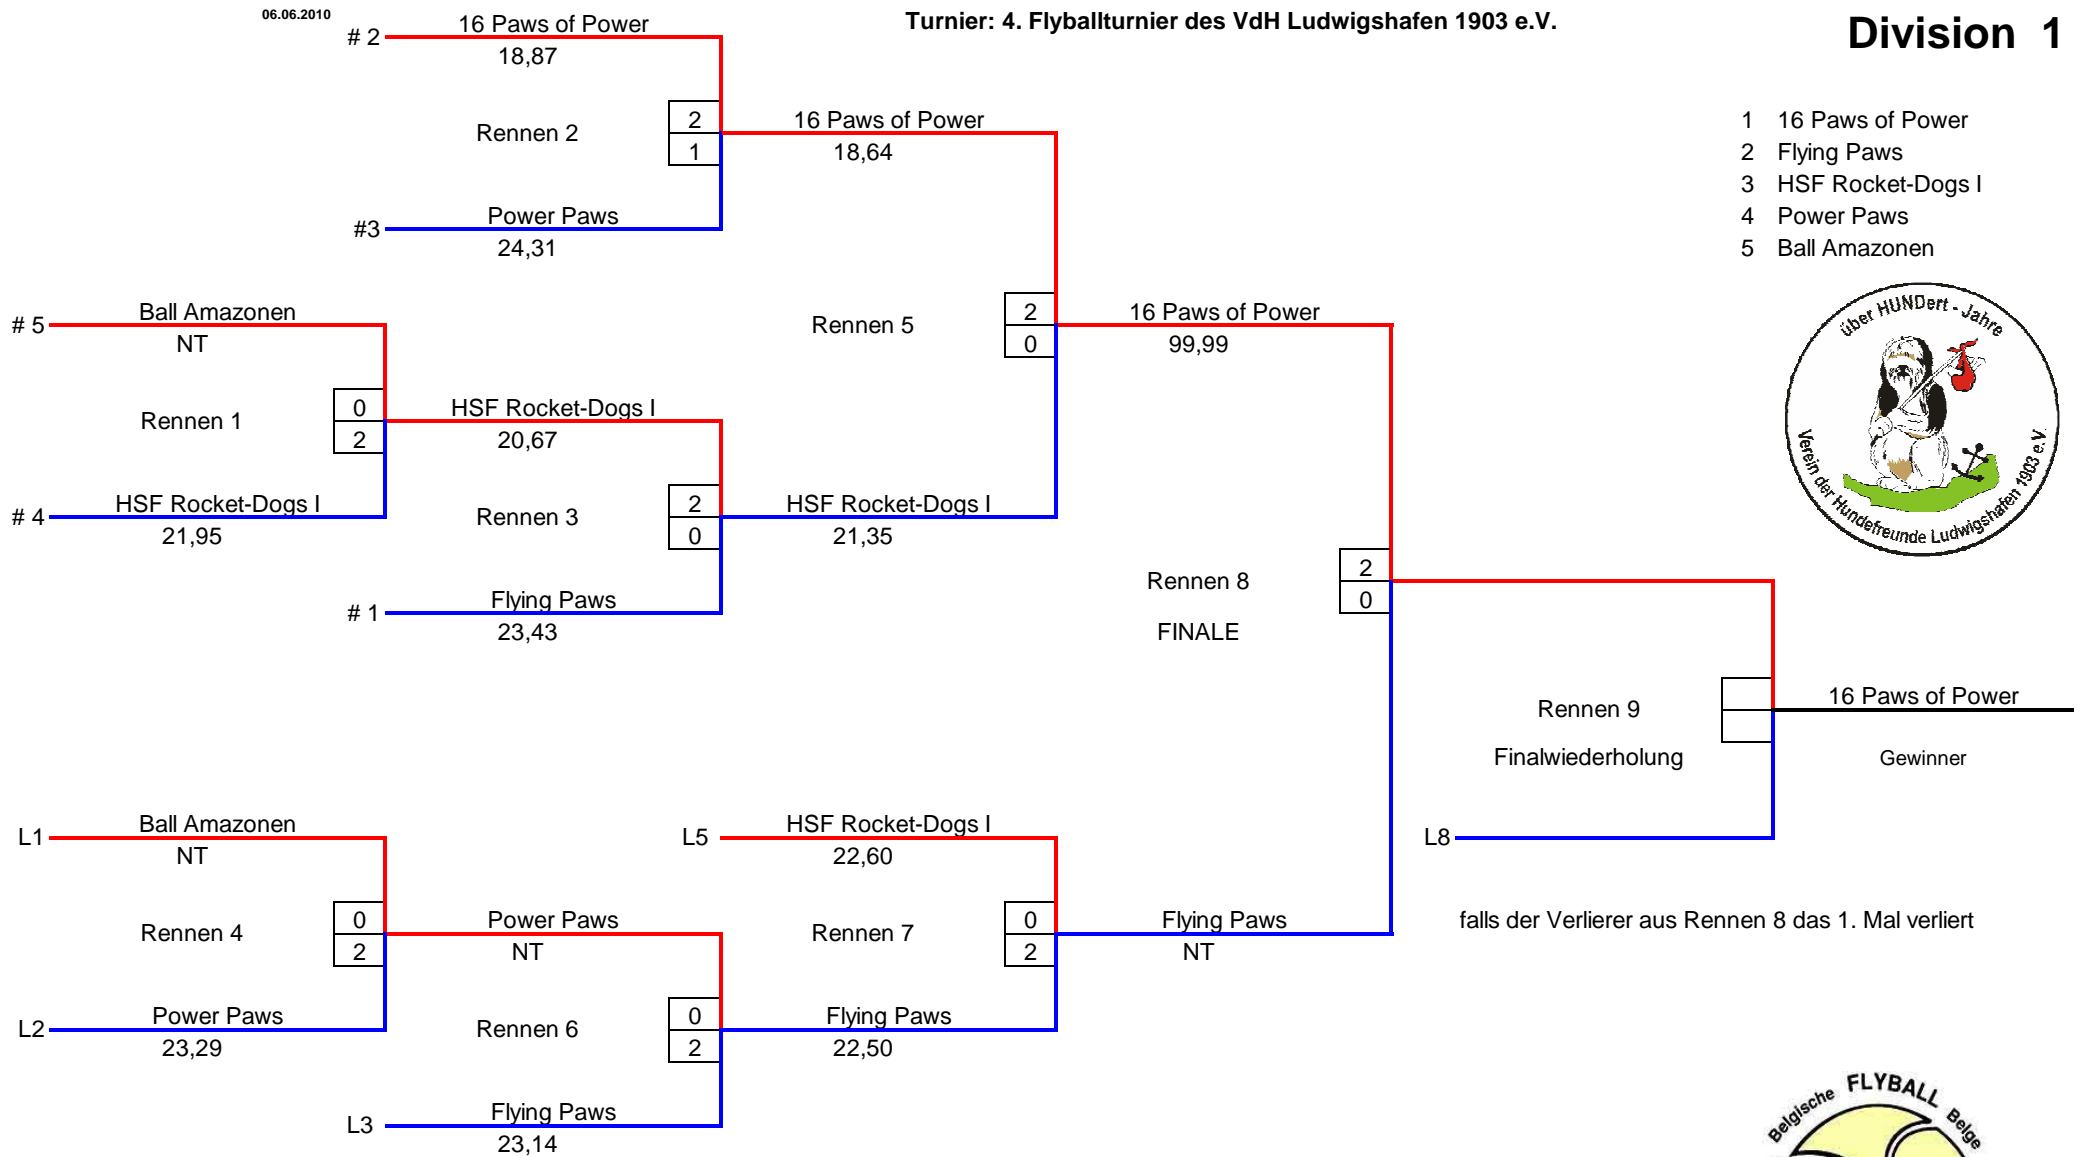 06.06.2010
Turnier: 4. Flyballturnier des VdH Ludwigshafen 1903 e.V.
Division 1
# 2
16 Paws of Power
18,87
Rennen 2
2
1
#3
Power Paws
24,31
16 Paws of Power
18,64
1 16 Paws of Power
2 Flying Paws
3 HSF Rocket-Dogs I
4 Power Paws
5 Ball Amazonen
# 5
Ball Amazonen
NT
Rennen 1
0
2
# 4
HSF Rocket-Dogs I
21,95
HSF Rocket-Dogs I
20,67
Rennen 3
2
0
# 1
Flying Paws
23,43
Rennen 5
2
0
HSF Rocket-Dogs I
21,35
16 Paws of Power
99,99
über HUNDert - Jahre
Verein der Hundefreunde Ludwigshafen 1903 e.V.
Rennen 8
FINALE
2
0
Rennen 9
Finalwiederholung
16 Paws of Power
Gewinner
L8
falls der Verlierer aus Rennen 8 das 1. Mal verliert
L1
Ball Amazonen
NT
Rennen 4
0
2
L2
Power Paws
23,29
Power Paws
NT
Rennen 6
0
2
L3
Flying Paws
23,14
L5
HSF Rocket-Dogs I
22,60
Rennen 7
0
2
Flying Paws
22,50
Flying Paws
NT
Belgische FLYBALL Belge